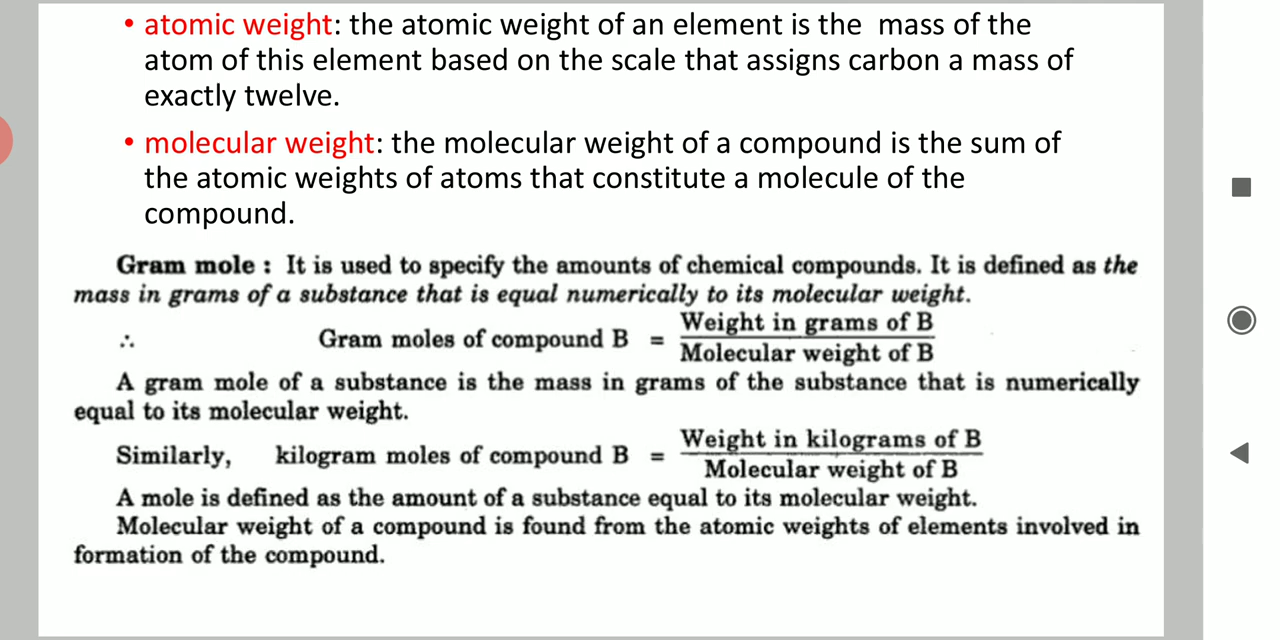 • atomic weight: the atomic weight of an element is the mass of the
atom of this element based on the scale that assigns carbon a mass of
exactly twelve.
• molecular weight: the molecular weight of a compound is the sum of
the atomic weights of atoms that constitute a molecule of the
compound.
Gram mole : It is used to specify the amounts of chemical compounds. It is defined as the
mass in grams of a substance that is equal numerically to its molecular weight.
∴ Gram moles of compound B = Weight in grams of B
Molecular weight of B
A gram mole of a substance is the mass in grams of the substance that is numerically
equal to its molecular weight.
Similarly, kilogram moles of compound B = Weight in kilograms of B
Molecular weight of B
A mole is defined as the amount of a substance equal to its molecular weight.
Molecular weight of a compound is found from the atomic weights of elements involved in
formation of the compound.